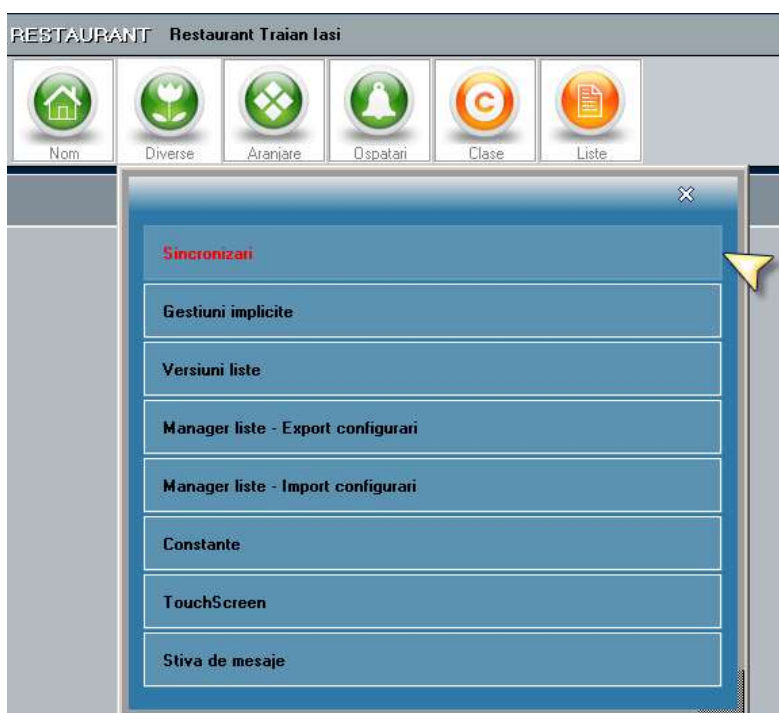 RESTAURANT Restaurant Traian Iasi
Nom Diverse Aranjare Ospatari Clase Liste
Sincronizari
Gestiuni implicite
Versiuni liste
Manager liste - Export configurari
Manager liste - Import configurari
Constante
TouchScreen
Stiva de mesaje